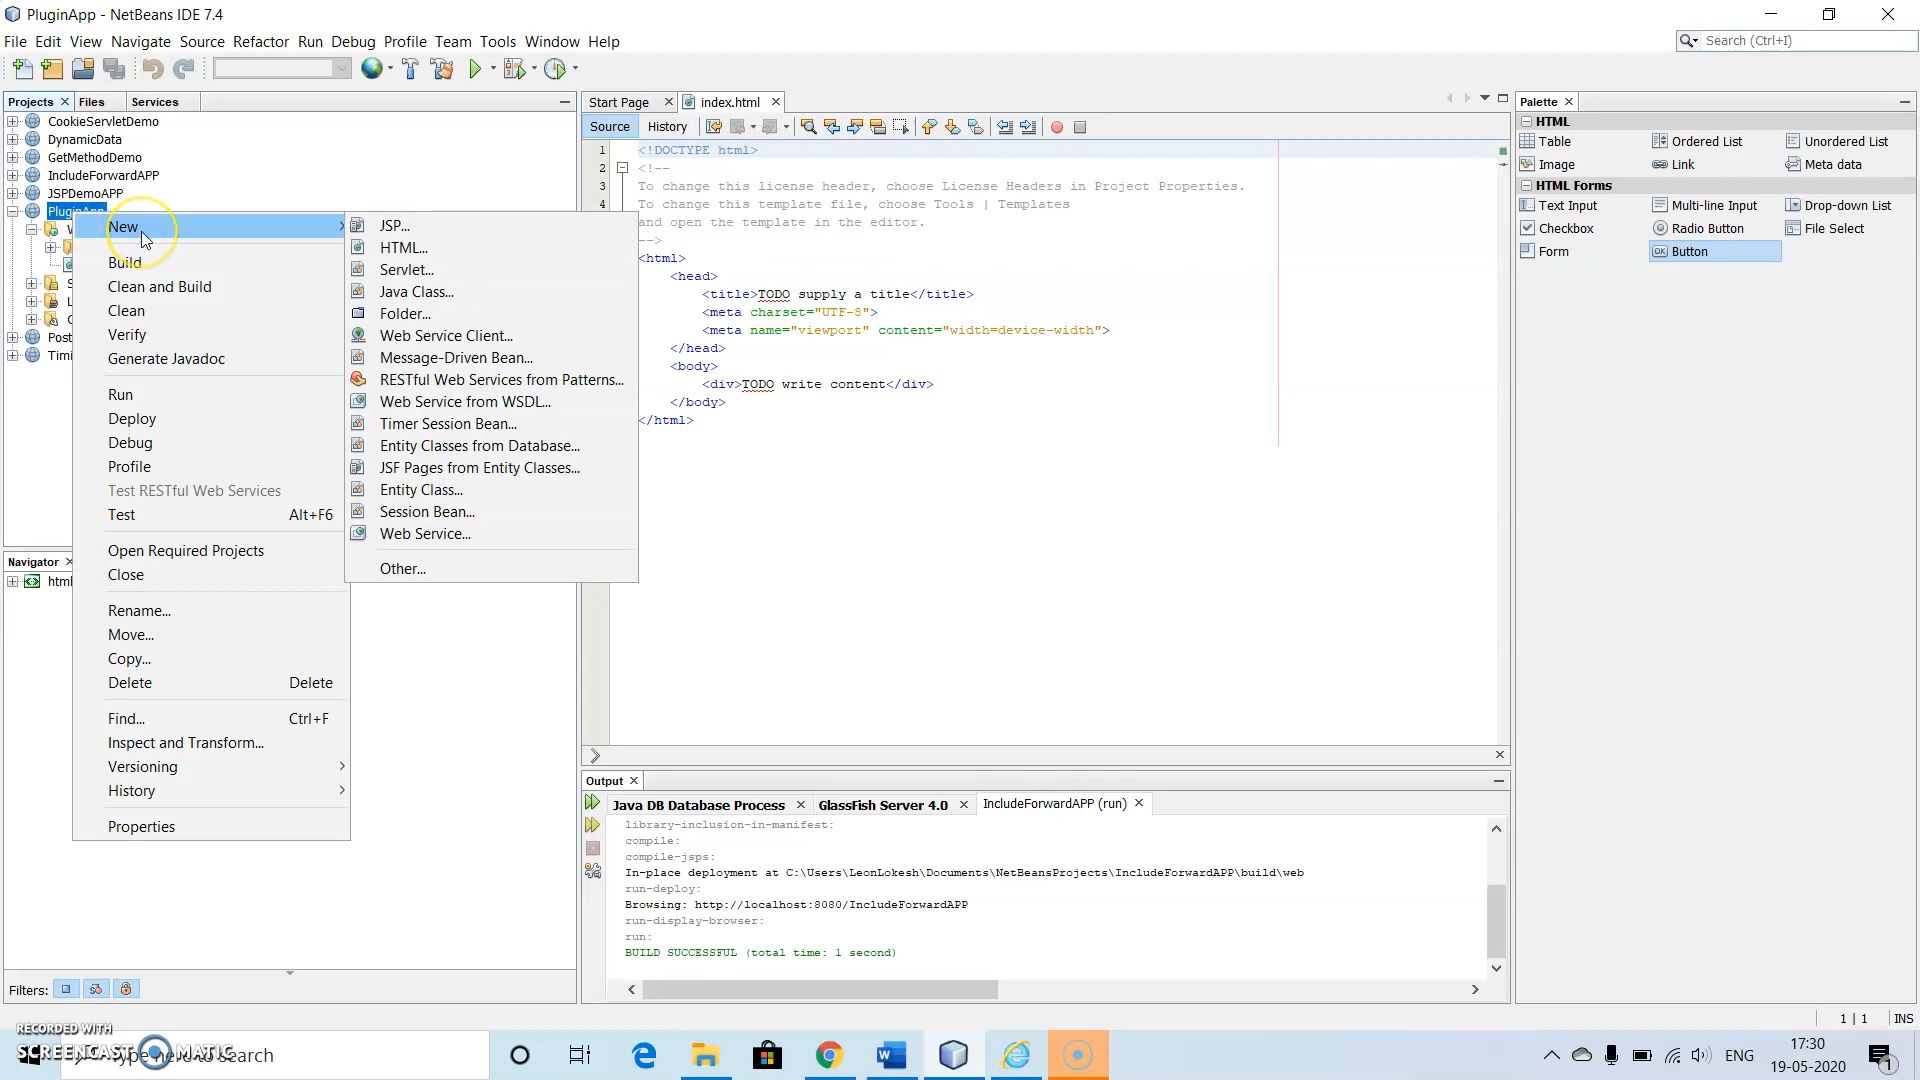 PluginApp - NetBeans IDE 7.4
File Edit View Navigate Source Refactor Run Debug Profile Team Tools Window Help
Search (Ctrl+I)
Projects Files Services
CookieServletDemo
DynamicData
GetMethodDemo
IncludeForwardAPP
JSPDemoAPP
PluginApp
New
Build
Clean and Build
Clean
Verify
Generate Javadoc
Run
Deploy
Debug
Profile
Test RESTful Web Services
Test Alt+F6
Open Required Projects
Close
Rename...
Move...
Copy...
Delete Delete
Find... Ctrl+F
Inspect and Transform...
Versioning
History
Properties
JSP...
HTML...
Servlet...
Java Class...
Folder...
Web Service Client...
Message-Driven Bean...
RESTful Web Services from Patterns...
Web Service from WSDL...
Timer Session Bean...
Entity Classes from Database...
JSF Pages from Entity Classes...
Entity Class...
Session Bean...
Web Service...
Other...
Post
Timi
Navigator
html
Filters:
Start Page index.html
Source History
1 <!DOCTYPE html>
2 <!--
3 To change this license header, choose License Headers in Project Properties.
4 To change this template file, choose Tools | Templates
and open the template in the editor.
-->
<html>
<head>
<title>TODO supply a title</title>
<meta charset="UTF-8">
<meta name="viewport" content="width=device-width">
</head>
<body>
<div>TODO write content</div>
</body>
</html>
Output
Java DB Database Process GlassFish Server 4.0 IncludeForwardAPP (run)
library-inclusion-in-manifest:
compile:
compile-jsps:
In-place deployment at C:\Users\LeonLokesh\Documents\NetBeansProjects\IncludeForwardAPP\build\web
run-deploy:
Browsing: http://localhost:8080/IncludeForwardAPP
run-display-browser:
run:
BUILD SUCCESSFUL (total time: 1 second)
Palette
HTML
Table Ordered List Unordered List
Image Link Meta data
HTML Forms
Text Input Multi-line Input Drop-down List
Checkbox Radio Button File Select
Form Button
1 | 1 INS
RECORDED WITH
SCREENCAST MATIC
Type here to search
ENG
17:30
19-05-2020
1